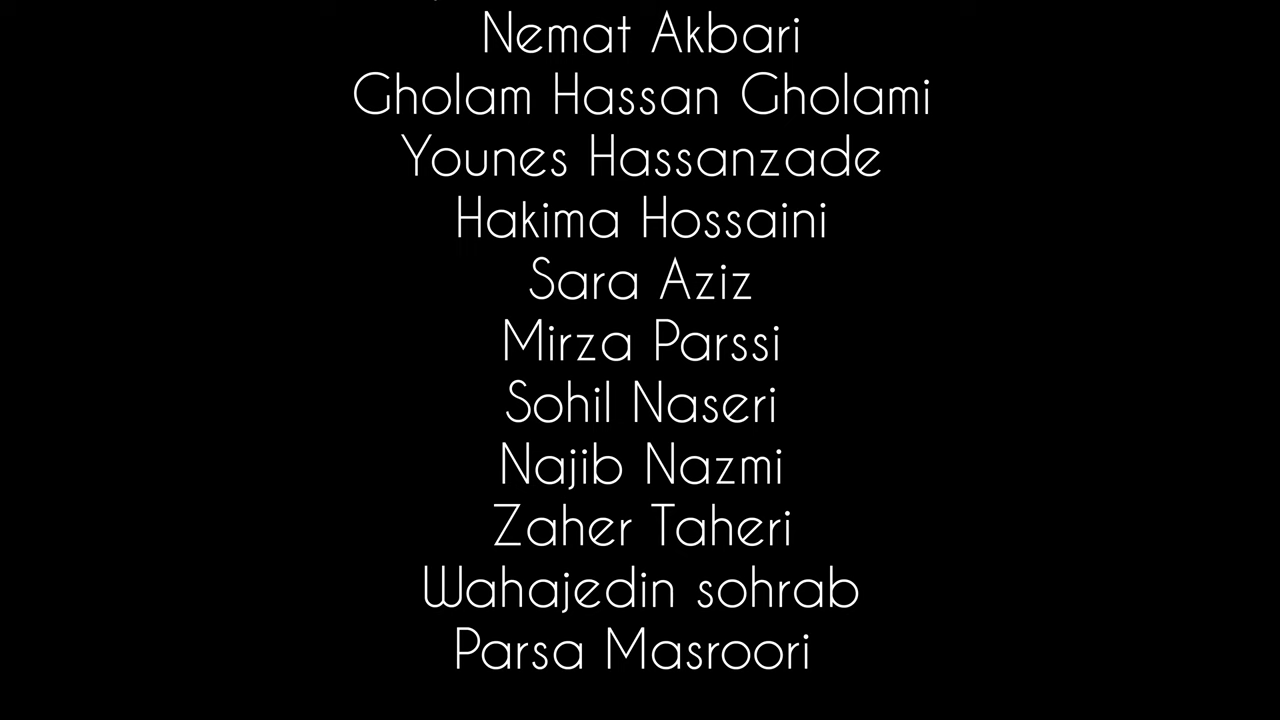 Nemat Akbari
Gholam Hassan Gholami
Younes Hassanzade
Hakima Hossaini
Sara Aziz
Mirza Parssi
Sohil Naseri
Najib Nazmi
Zaher Taheri
Wahajedin sohrab
Parsa Masroori